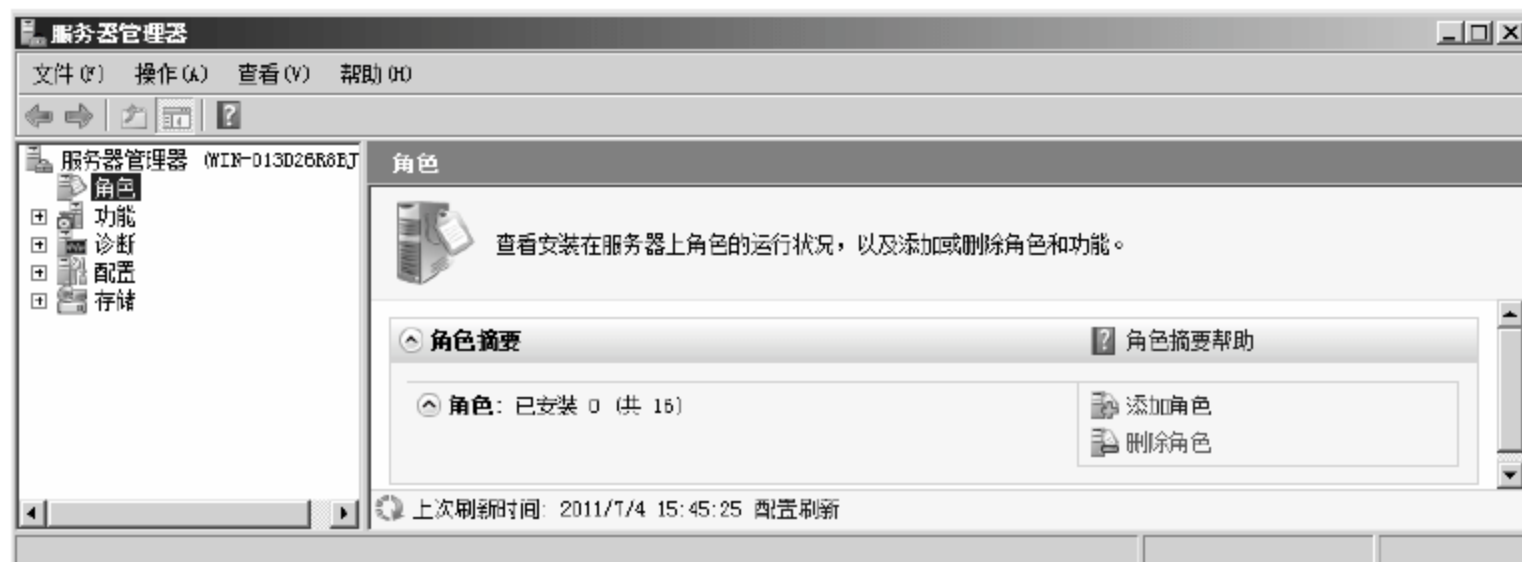 服务器管理器
文件(F) 操作(A) 查看(V) 帮助(H)
服务器管理器 (WIN-013D26R8EJ
角色
功能
诊断
配置
存储
角色
查看安装在服务器上角色的运行状况，以及添加或删除角色和功能。
角色摘要
角色摘要帮助
角色: 已安装 0 (共 16)
添加角色
删除角色
上次刷新时间: 2011/7/4 15:45:25 配置刷新